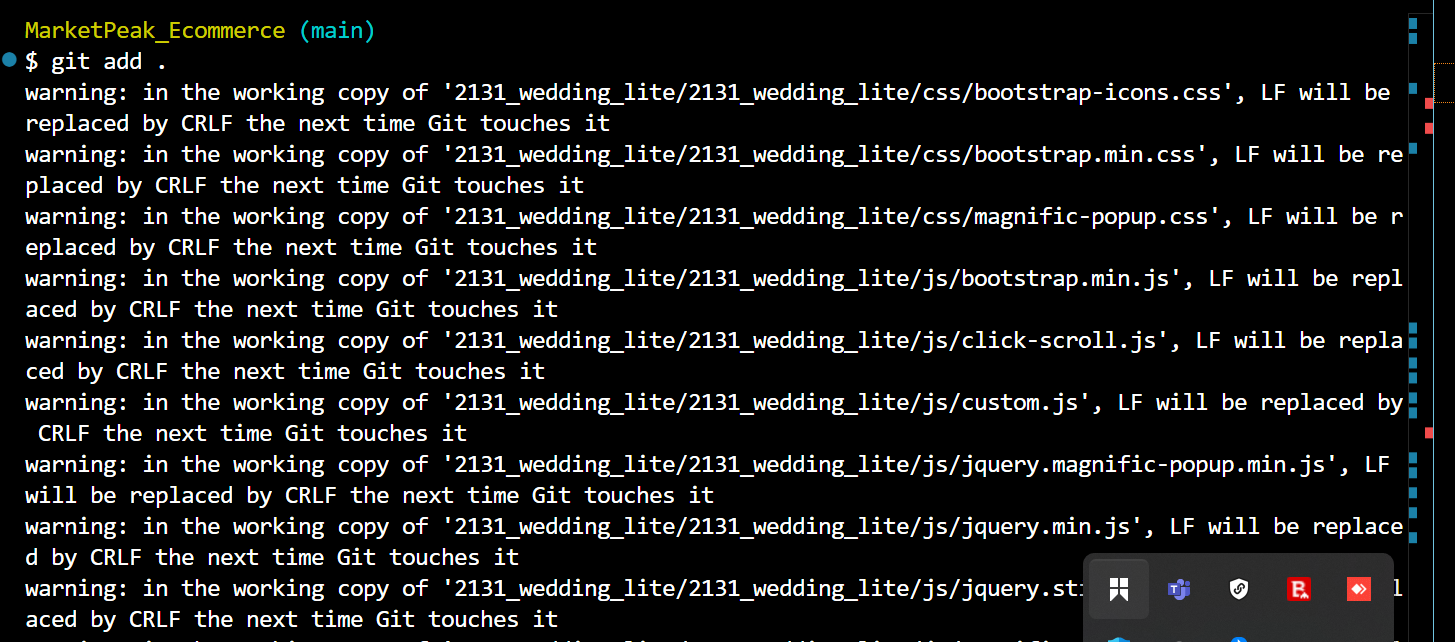 MarketPeak_Ecommerce (main)
$ git add .
warning: in the working copy of '2131_wedding_lite/2131_wedding_lite/css/bootstrap-icons.css', LF will be
replaced by CRLF the next time Git touches it
warning: in the working copy of '2131_wedding_lite/2131_wedding_lite/css/bootstrap.min.css', LF will be re
placed by CRLF the next time Git touches it
warning: in the working copy of '2131_wedding_lite/2131_wedding_lite/css/magnific-popup.css', LF will be r
eplaced by CRLF the next time Git touches it
warning: in the working copy of '2131_wedding_lite/2131_wedding_lite/js/bootstrap.min.js', LF will be repl
aced by CRLF the next time Git touches it
warning: in the working copy of '2131_wedding_lite/2131_wedding_lite/js/click-scroll.js', LF will be repla
ced by CRLF the next time Git touches it
warning: in the working copy of '2131_wedding_lite/2131_wedding_lite/js/custom.js', LF will be replaced by
CRLF the next time Git touches it
warning: in the working copy of '2131_wedding_lite/2131_wedding_lite/js/jquery.magnific-popup.min.js', LF
will be replaced by CRLF the next time Git touches it
warning: in the working copy of '2131_wedding_lite/2131_wedding_lite/js/jquery.min.js', LF will be replace
d by CRLF the next time Git touches it
warning: in the working copy of '2131_wedding_lite/2131_wedding_lite/js/jquery.sti
aced by CRLF the next time Git touches it